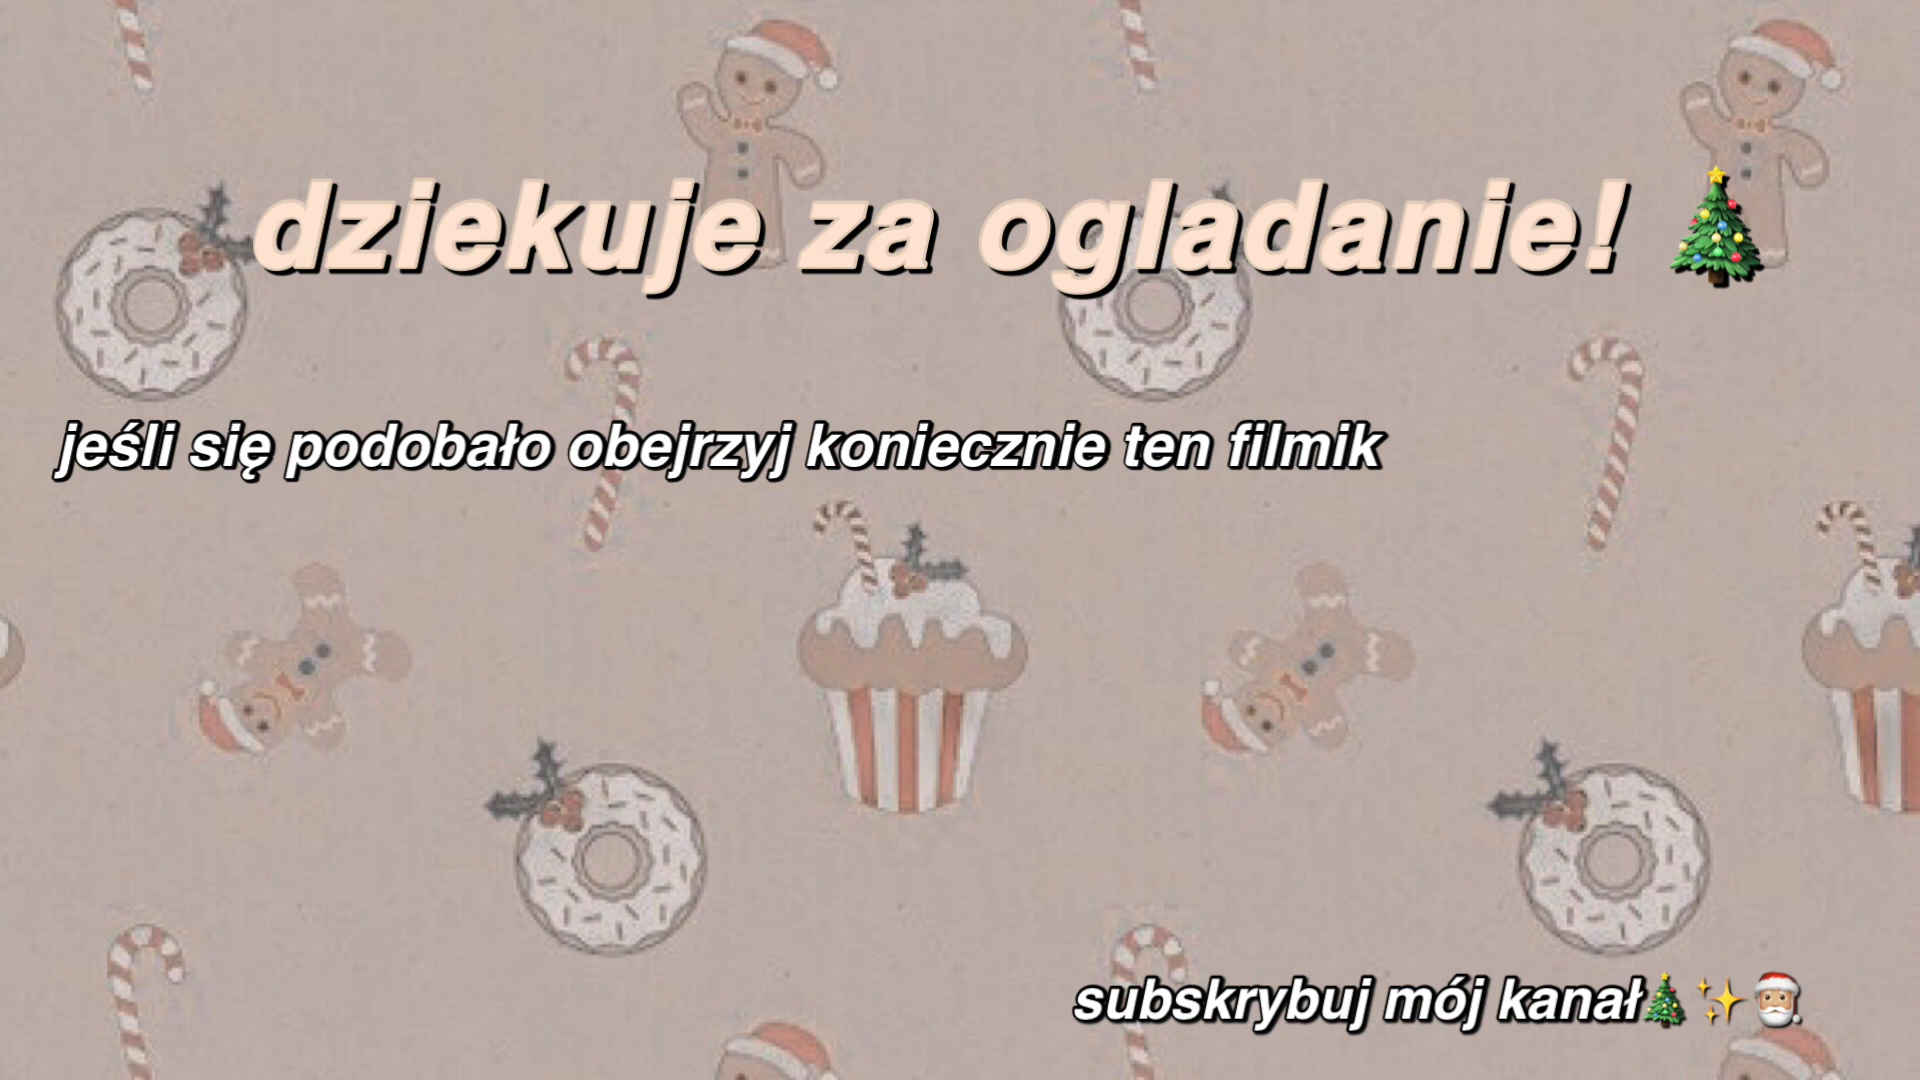 dziekuje za ogladanie! 🎄
jeśli się podobało obejrzyj koniecznie ten filmik
subskrybuj mój kanał🎄✨🎅🏼